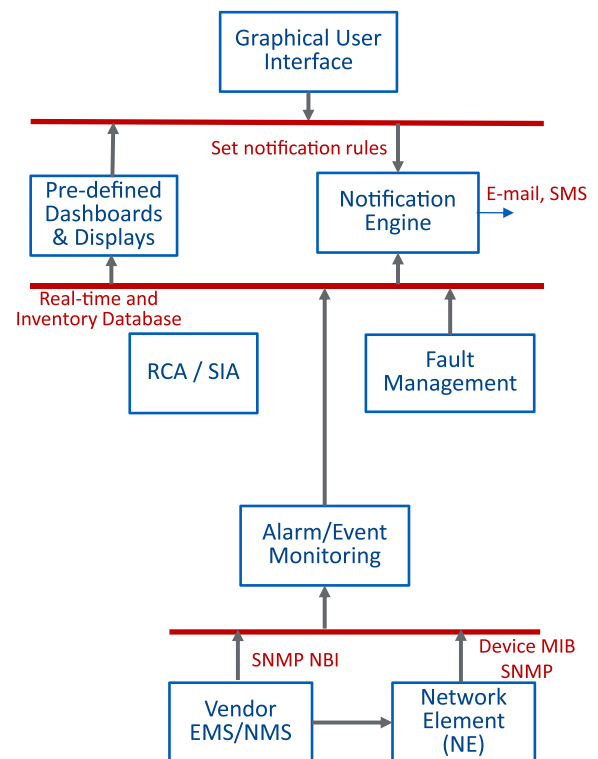 Graphical User
Interface
Set notification rules
Pre-defined
Dashboards
& Displays
Notification
Engine
E-mail, SMS
Real-time and
Inventory Database
RCA / SIA
Fault
Management
Alarm/Event
Monitoring
SNMP NBI
Device MIB
SNMP
Vendor
EMS/NMS
Network
Element
(NE)